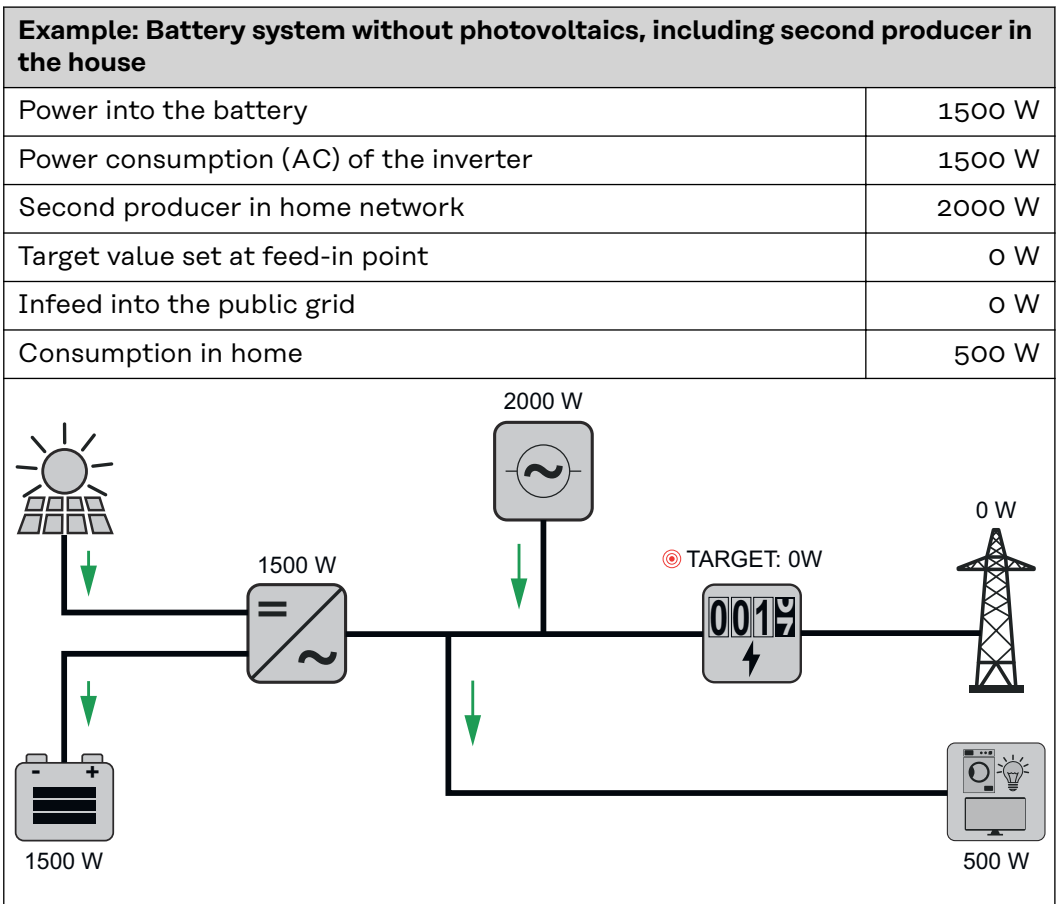 Example: Battery system without photovoltaics, including second producer in
the house
Power into the battery 1500 W
Power consumption (AC) of the inverter 1500 W
Second producer in home network 2000 W
Target value set at feed-in point 0 W
Infeed into the public grid 0 W
Consumption in home 500 W
2000 W
0 W
1500 W
TARGET: 0W
001
- +
1500 W
500 W